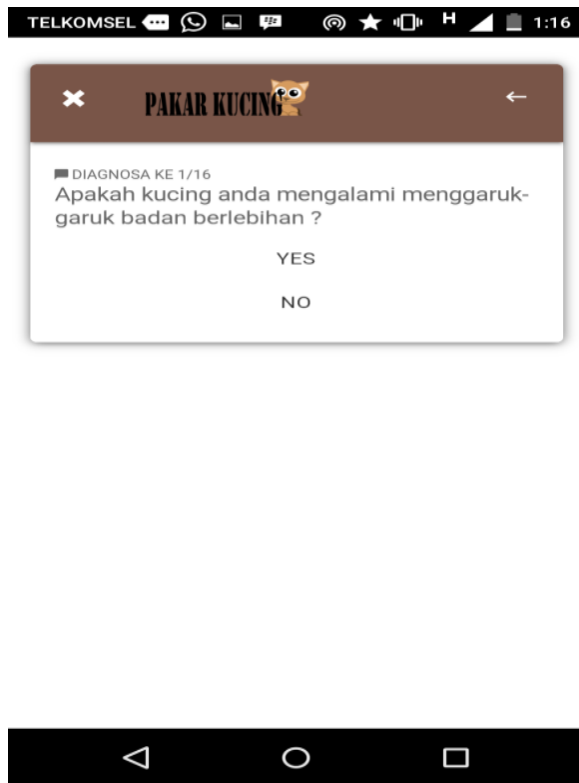 TELKOMSEL H 1:16
PAKAR KUCING
DIAGNOSA KE 1/16
Apakah kucing anda mengalami menggaruk-
garuk badan berlebihan ?
YES
NO